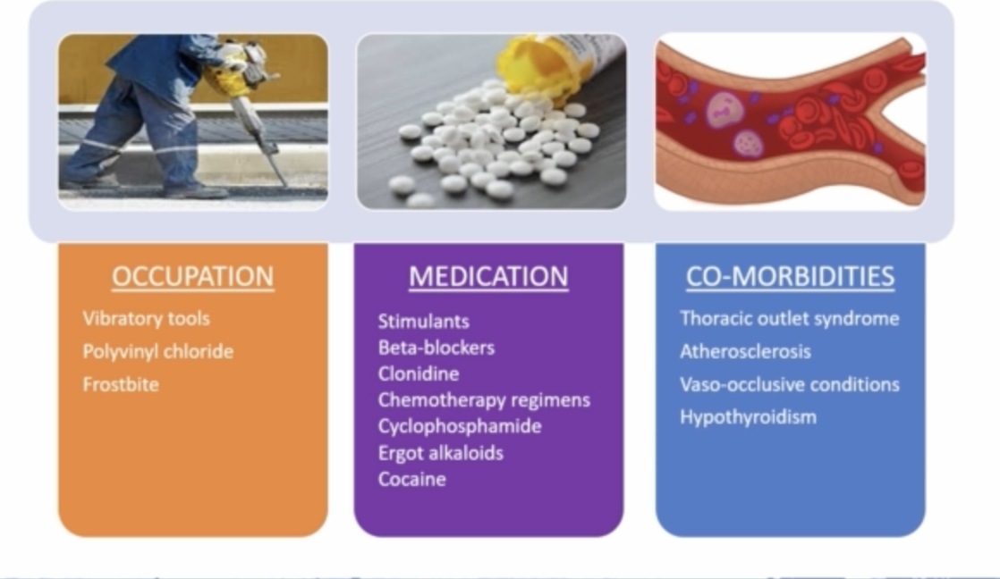 OCCUPATION
Vibratory tools
Polyvinyl chloride
Frostbite
MEDICATION
Stimulants
Beta-blockers
Clonidine
Chemotherapy regimens
Cyclophosphamide
Ergot alkaloids
Cocaine
CO-MORBIDITIES
Thoracic outlet syndrome
Atherosclerosis
Vaso-occlusive conditions
Hypothyroidism